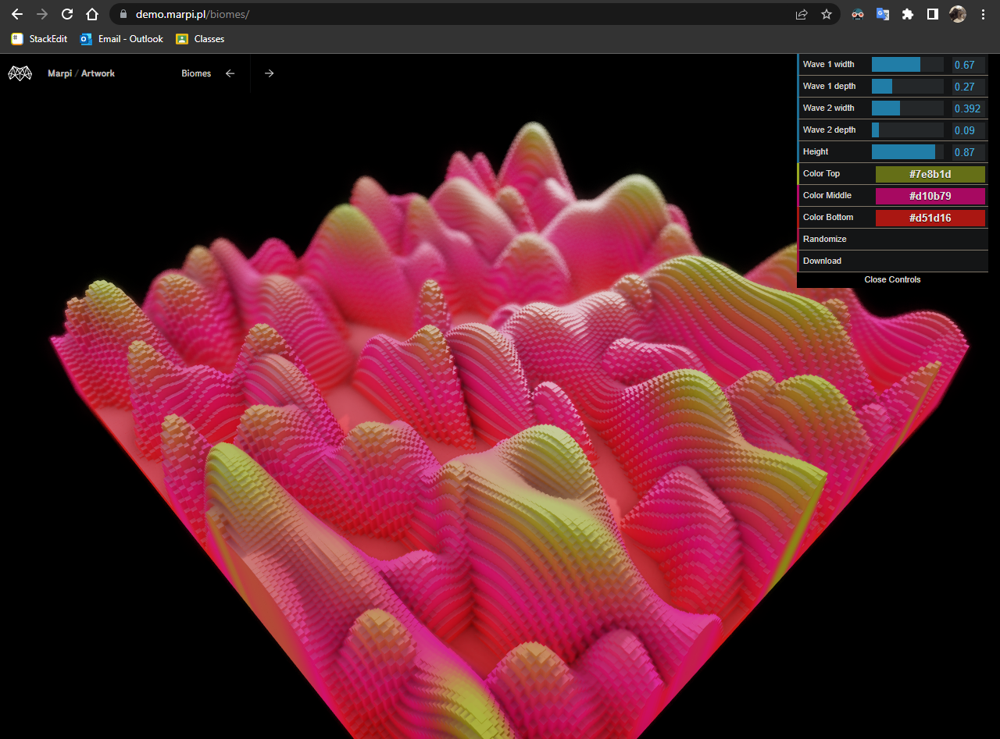 demo.marpi.pl/biomes/
StackEdit Email - Outlook Classes
Marpi / Artwork Biomes ← →
Wave 1 width 0.67
Wave 1 depth 0.27
Wave 2 width 0.392
Wave 2 depth 0.09
Height 0.87
Color Top #7e8b1d
Color Middle #d10b79
Color Bottom #d51d16
Randomize
Download
Close Controls